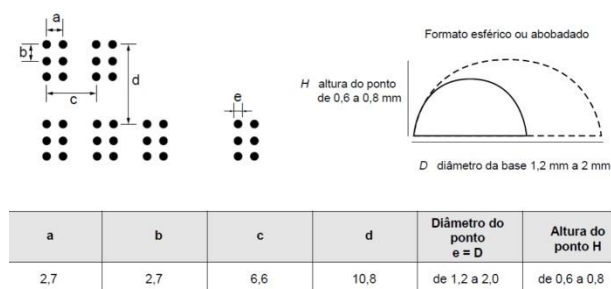 a
b
c
d
e
Formato esférico ou abobadado
H altura do ponto
de 0,6 a 0,8 mm
D diâmetro da base 1,2 mm a 2 mm
a b c d Diâmetro do ponto e = D Altura do ponto H
2,7 2,7 6,6 10,8 de 1,2 a 2,0 de 0,6 a 0,8